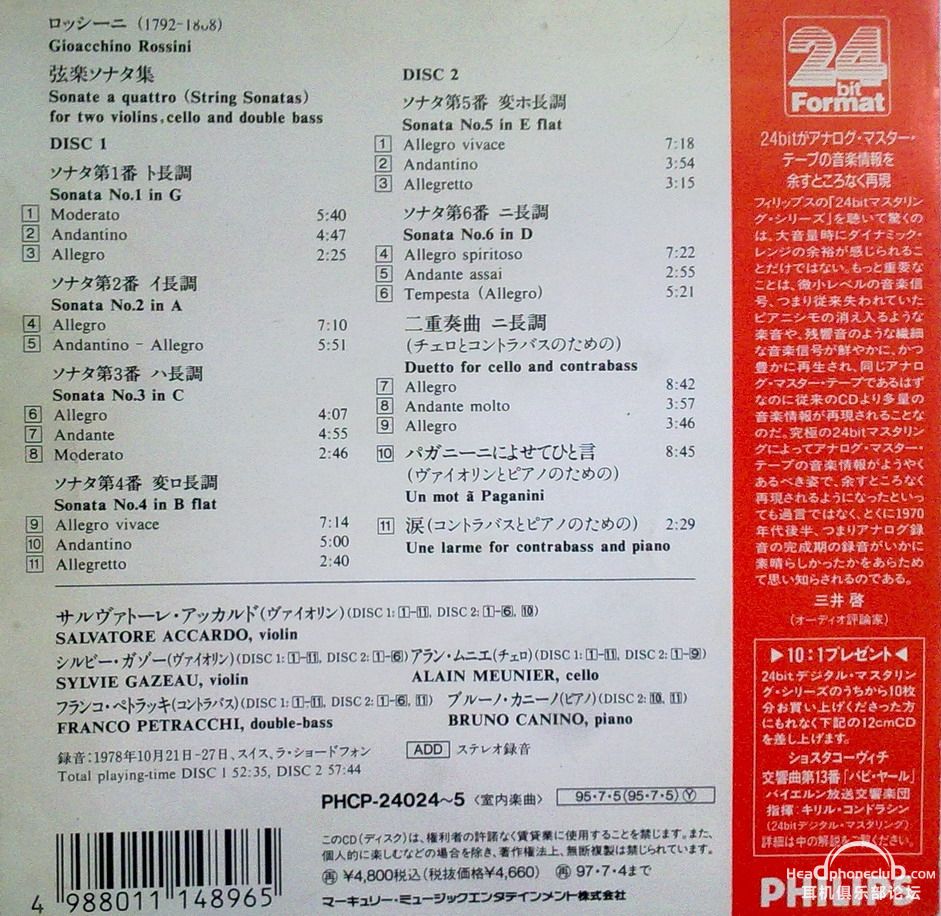 ロッシーニ (1792-1868)
Gioacchino Rossini
弦楽ソナタ集
Sonate a quattro (String Sonatas)
for two violins, cello and double bass
DISC 1
ソナタ第1番 ト長調
Sonata No.1 in G
1 Moderato 5:40
2 Andantino 4:47
3 Allegro 2:25
ソナタ第2番 イ長調
Sonata No.2 in A
4 Allegro 7:10
5 Andantino – Allegro 5:51
ソナタ第3番 ハ長調
Sonata No.3 in C
6 Allegro 4:07
7 Andante 4:55
8 Moderato 2:46
ソナタ第4番 変ロ長調
Sonata No.4 in B flat
9 Allegro vivace 7:14
10 Andantino 5:00
11 Allegretto 2:40
DISC 2
ソナタ第5番 変ホ長調
Sonata No.5 in E flat
1 Allegro vivace 7:18
2 Andantino 3:54
3 Allegretto 3:15
ソナタ第6番 ニ長調
Sonata No.6 in D
4 Allegro spiritoso 7:22
5 Andante assai 2:55
6 Tempesta (Allegro) 5:21
二重奏曲 ニ長調
(チェロとコントラバスのための)
Duetto for cello and contrabass
7 Allegro 8:42
8 Andante molto 3:57
9 Allegro 3:46
10 パガニーニによせてひと言 8:45
(ヴァイオリンとピアノのための)
Un mot ã Paganini
11 涙(コントラバスとピアノのための) 2:29
Une larme for contrabass and piano
サルヴァトーレ・アッカルド(ヴァイオリン)(DISC 1: 1-11, DISC 2: 1-6, 10)
SALVATORE ACCARDO, violin
シルビー・ガゾー(ヴァイオリン)(DISC 1: 1-11, DISC 2: 1-6)
SYLVIE GAZEAU, violin
アラン・ムニエ(チェロ)(DISC 1: 1-11, DISC 2: 1-9)
ALAIN MEUNIER, cello
フランコ・ペトラッキ(コントラバス)(DISC 1: 1-11, DISC 2: 1-6, 11)
FRANCO PETRACCHI, double-bass
ブルーノ・カニーノ(ピアノ)(DISC 2: 10, 11)
BRUNO CANINO, piano
録音:1978年10月21日-27日、スイス、ラ・ショードフォン
ADD ステレオ録音
Total playing-time DISC 1 52:35, DISC 2 57:44
PHCP-24024~5 〈室内楽曲〉 95・7・5(95・7・5)Ⓨ
このCD(ディスク)は、権利者の許諾なく賃貸業に使用することを禁じます。また、
個人的に楽しむなどの場合を除き、著作権法上、無断複製は禁じられています。
再 ¥4,800税込(税抜価格¥4,660) 再 97・7・4まで
マーキュリー・ミュージックエンタテインメント株式会社
4 988011 148965
24
bit
Format
24bitがアナログ・マスター・
テープの音楽情報を
余すところなく再現
フィリップスの「24bitマスタリン
グ・シリーズ」を聴いて驚くの
は、大音量時にダイナミック・
レンジの余裕が感じられるこ
とだけではない。もっと重要な
ことは、微小レベルの音楽信
号、つまり従来失われていた
ピアニシモの消え入るような
楽音や、残響音のような繊細
な音楽信号が鮮やかに、かつ
豊かに再生され、同じアナロ
グ・マスター・テープであるはず
なのに従来のCDより多量の
音楽情報が再現されることな
のだ。究極の24bitマスタリン
グによってアナログ・マスター・
テープの音楽情報がようやく
あるべき姿で、余すところなく
再現されるようになったといっ
ても過言ではなく、とくに1970
年代後半、つまりアナログ録
音の完成期の録音がいかに
素晴らしかったかをあらため
て思い知らされるのである。
三井 啓
(オーディオ評論家)
▶10:1プレゼント◀
24bitデジタル・マスタリン
グ・シリーズのうちから10枚
分お買い上げくださった方
にもれなく下記の12cmCD
を差し上げます。
ショスタコーヴィチ
交響曲第13番「バビ・ヤール」
バイエルン放送交響楽団
指揮:キリル・コンドラシン
(24bitデジタル・マスタリング)
詳細は中の解説をご覧ください。
PHILIPS
Headphoneclub.com
耳机俱乐部论坛